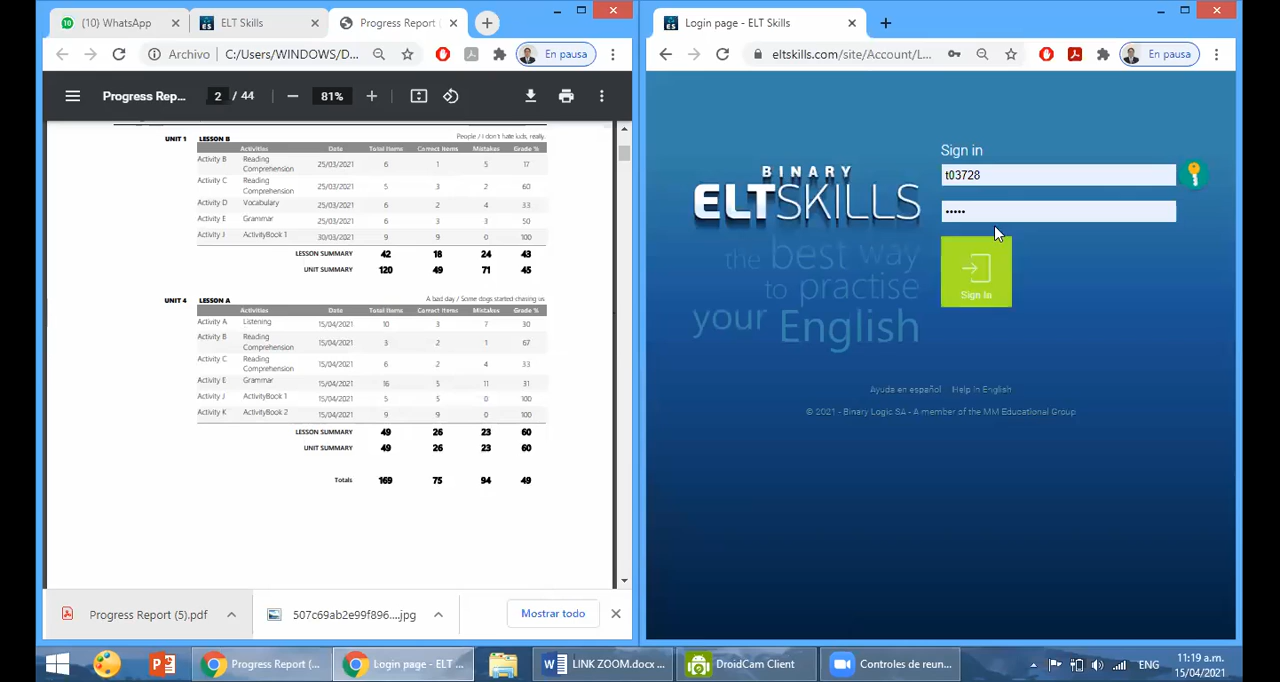 (10) WhatsApp
ELT Skills
Progress Report (
Archivo
C:/Users/WINDOWS/D...
En pausa
Progress Rep...
2 / 44
81%
People / I don't hate kids, really.
UNIT 1 LESSON B
Activities Date Total Items Correct Items Mistakes Grade %
Activity B Reading Comprehension 25/03/2021 6 1 5 17
Activity C Reading Comprehension 25/03/2021 5 3 2 60
Activity D Vocabulary 25/03/2021 6 2 4 33
Activity E Grammar 25/03/2021 6 3 3 50
Activity J ActivityBook 1 30/03/2021 9 9 0 100
LESSON SUMMARY 42 18 24 43
UNIT SUMMARY 120 49 71 45
A bad day / Some dogs started chasing us
UNIT 4 LESSON A
Activities Date Total Items Correct Items Mistakes Grade %
Activity A Listening 15/04/2021 10 3 7 30
Activity B Reading Comprehension 15/04/2021 3 2 1 67
Activity C Reading Comprehension 15/04/2021 6 2 4 33
Activity E Grammar 15/04/2021 16 5 11 31
Activity J ActivityBook 1 15/04/2021 5 5 0 100
Activity K ActivityBook 2 15/04/2021 9 9 0 100
LESSON SUMMARY 49 26 23 60
UNIT SUMMARY 49 26 23 60
Totals 169 75 94 49
Progress Report (5).pdf
507c69ab2e99f896....jpg
Mostrar todo
Login page - ELT Skills
eltskills.com/site/Account/L...
En pausa
Sign in
t03728
•••••
Sign In
BINARY
ELTSKILLS
the best way
to practise
your English
Ayuda en español Help in English
© 2021 - Binary Logic SA - A member of the MM Educational Group
Progress Report (...
Login page - ELT ...
LINK ZOOM.docx ...
DroidCam Client
Controles de reun...
ENG
11:19 a.m.
15/04/2021